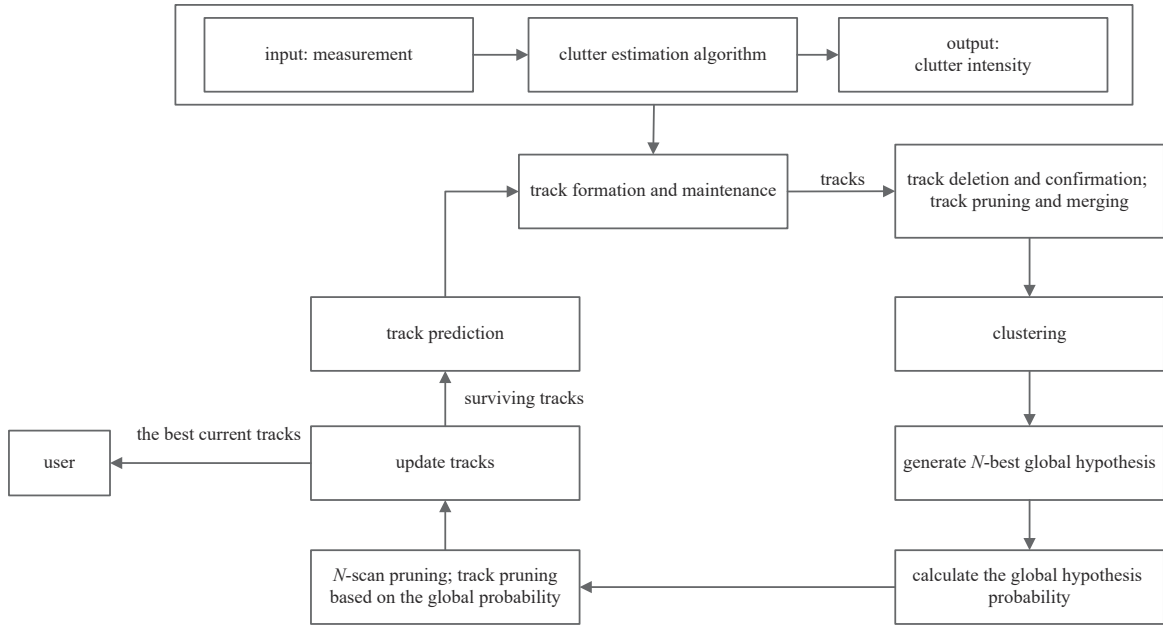 input: measurement
clutter estimation algorithm
output:
clutter intensity
track formation and maintenance
tracks
track deletion and confirmation;
track pruning and merging
track prediction
clustering
surviving tracks
the best current tracks
user
update tracks
generate N-best global hypothesis
N-scan pruning; track pruning
based on the global probability
calculate the global hypothesis
probability